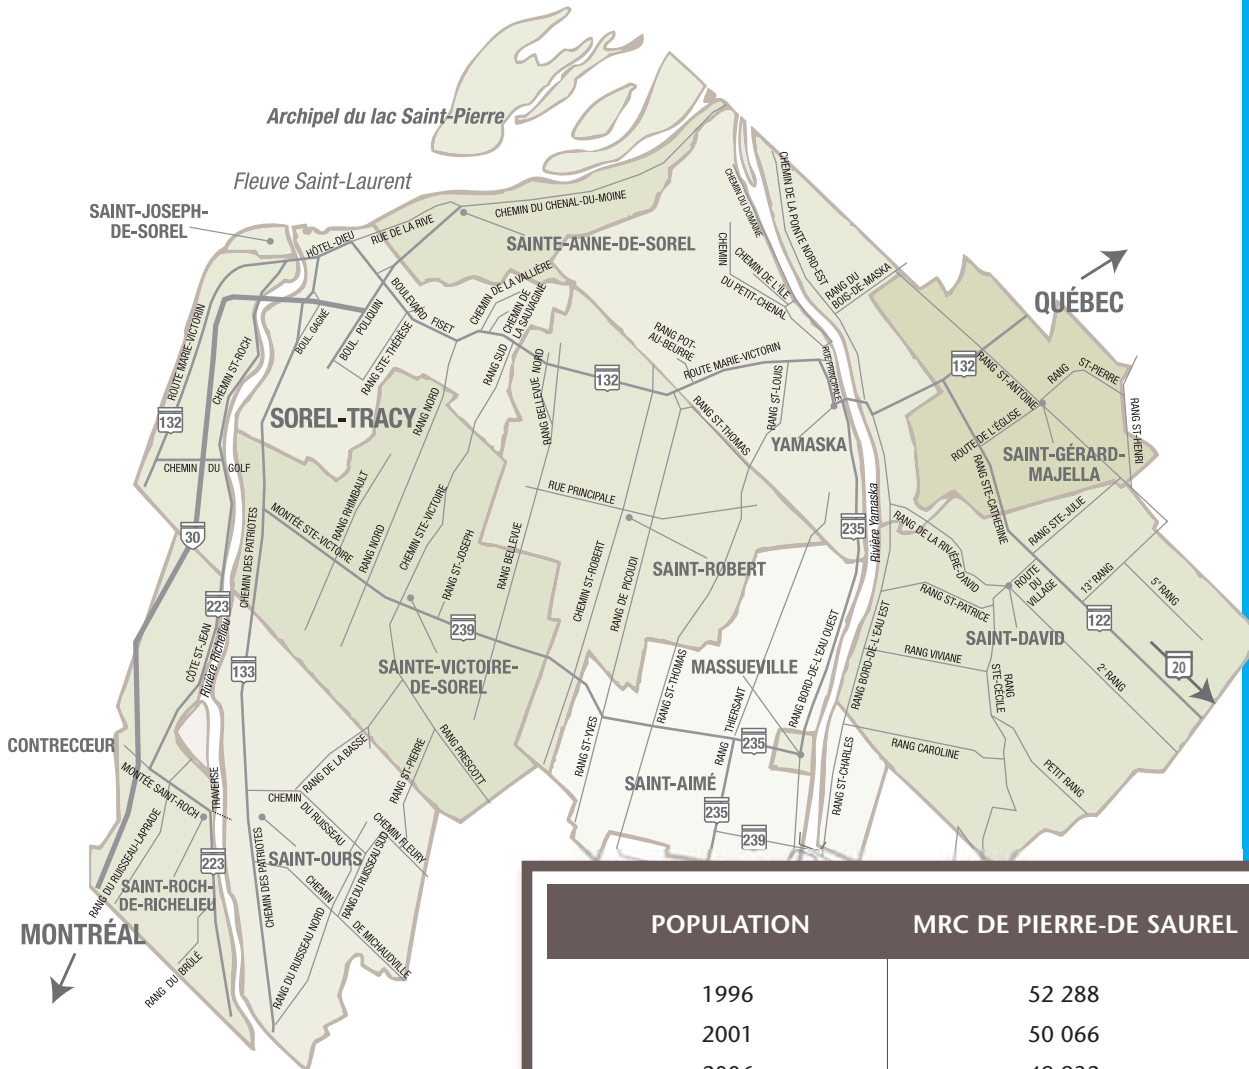 Archipel du lac Saint-Pierre
Fleuve Saint-Laurent
SAINT-JOSEPH-
DE-SOREL
HÔTEL-DIEU
RUE DE LA RIVE
CHEMIN DU CHENAL-DU-MOINE
SAINTE-ANNE-DE-SOREL
CHEMIN DU DOMAINE
CHEMIN DE LA POINTE NORD-EST
CHEMIN
DU PETIT-CHENAL
CHEMIN DE L'ÎLE
RANG DU
BOIS-DE-MASKA
QUÉBEC
ROUTE MARIE-VICTORIN
CHEMIN ST-ROCH
BOUL. GAGNÉ
BOUL. POLIQUIN
RANG STE-THÉRÈSE
BOULEVARD FISET
CHEMIN DE LA VALLIÈRE
CHEMIN DE
LA SAUVAGINE
RANG SUD
RANG NORD
RANG BELLEVUE NORD
132
RANG POT-
AU-BEURRE
ROUTE MARIE-VICTORIN
RANG ST-LOUIS
RANG ST-THOMAS
RUE PRINCIPALE
YAMASKA
132
RANG ST-ANTOINE
RANG ST-PIERRE
RANG ST-HENRI
ROUTE DE L'ÉGLISE
SAINT-GÉRARD-
MAJELLA
RANG STE-CATHERINE
132
SOREL-TRACY
CHEMIN DU GOLF
30
CHEMIN DES PATRIOTES
MONTÉE STE-VICTOIRE
RANG RHIMBAULT
RANG NORD
CHEMIN STE-VICTOIRE
RANG ST-JOSEPH
RANG BELLEVUE
RUE PRINCIPALE
SAINT-ROBERT
CHEMIN ST-ROBERT
RANG DE PICOUDI
235
Rivière Yamaska
RANG DE LA RIVIÈRE-DAVID
RANG STE-JULIE
ROUTE
DU
VILLAGE
13e RANG
5e RANG
RANG ST-PATRICE
SAINT-DAVID
122
20
2e RANG
RANG VIVIANE
RANG
STE-CÉCILE
RANG CAROLINE
PETIT RANG
223
CÔTE ST-JEAN
Rivière Richelieu
133
239
SAINTE-VICTOIRE-
DE-SOREL
MASSUEVILLE
RANG BORD-DE-L'EAU OUEST
RANG BORD-DE-L'EAU EST
RANG ST-THOMAS
RANG THIERSANT
RANG ST-YVES
235
SAINT-AIMÉ
235
239
RANG ST-CHARLES
CONTRECŒUR
MONTÉE SAINT-ROCH
TRAVERSE
RANG DU RUISSEAU-LAPRADE
223
SAINT-ROCH-
DE-RICHELIEU
RANG DU BRÛLÉ
MONTRÉAL
RANG DE LA BASSE
RANG ST-PIERRE
RANG PRESCOTT
CHEMIN
DU RUISSEAU
CHEMIN FLEURY
SAINT-OURS
CHEMIN DES PATRIOTES
CHEMIN
DE MICHAUDVILLE
RANG DU RUISSEAU NORD
RANG DU RUISSEAU SUD
POPULATION MRC DE PIERRE-DE SAUREL
1996 52 288
2001 50 066